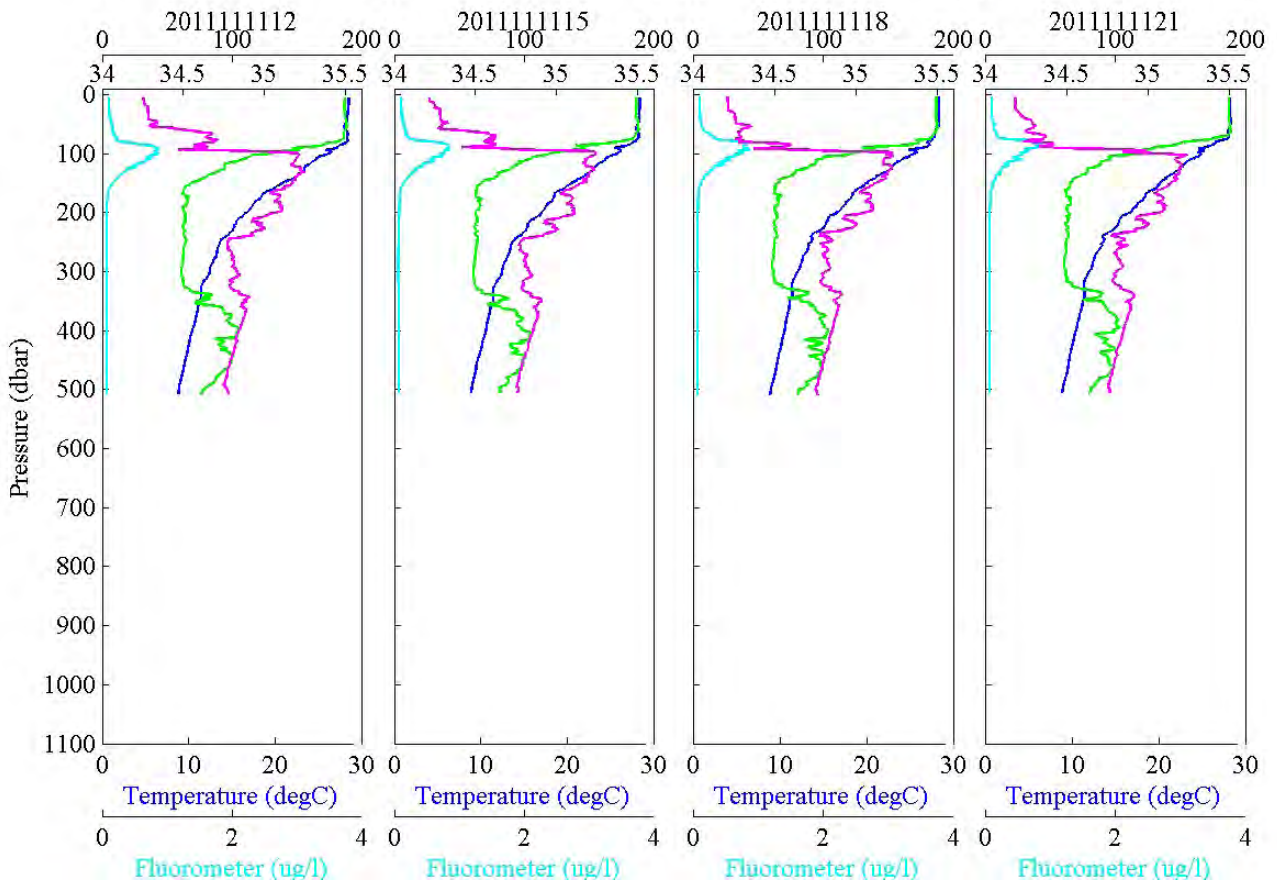 2011111112 2011111115 2011111118 2011111121
0 100 200 0 100 200 0 100 200 0 100 200
34 34.5 35 35.5 34 34.5 35 35.5 34 34.5 35 35.5 34 34.5 35 35.5
0
100
200
300
400
500
600
700
800
900
1000
1100
Pressure (dbar)
0 10 20 30 0 10 20 30 0 10 20 30 0 10 20 30
Temperature (degC) Temperature (degC) Temperature (degC) Temperature (degC)
0 2 4 0 2 4 0 2 4 0 2 4
Fluorometer (ug/l) Fluorometer (ug/l) Fluorometer (ug/l) Fluorometer (ug/l)